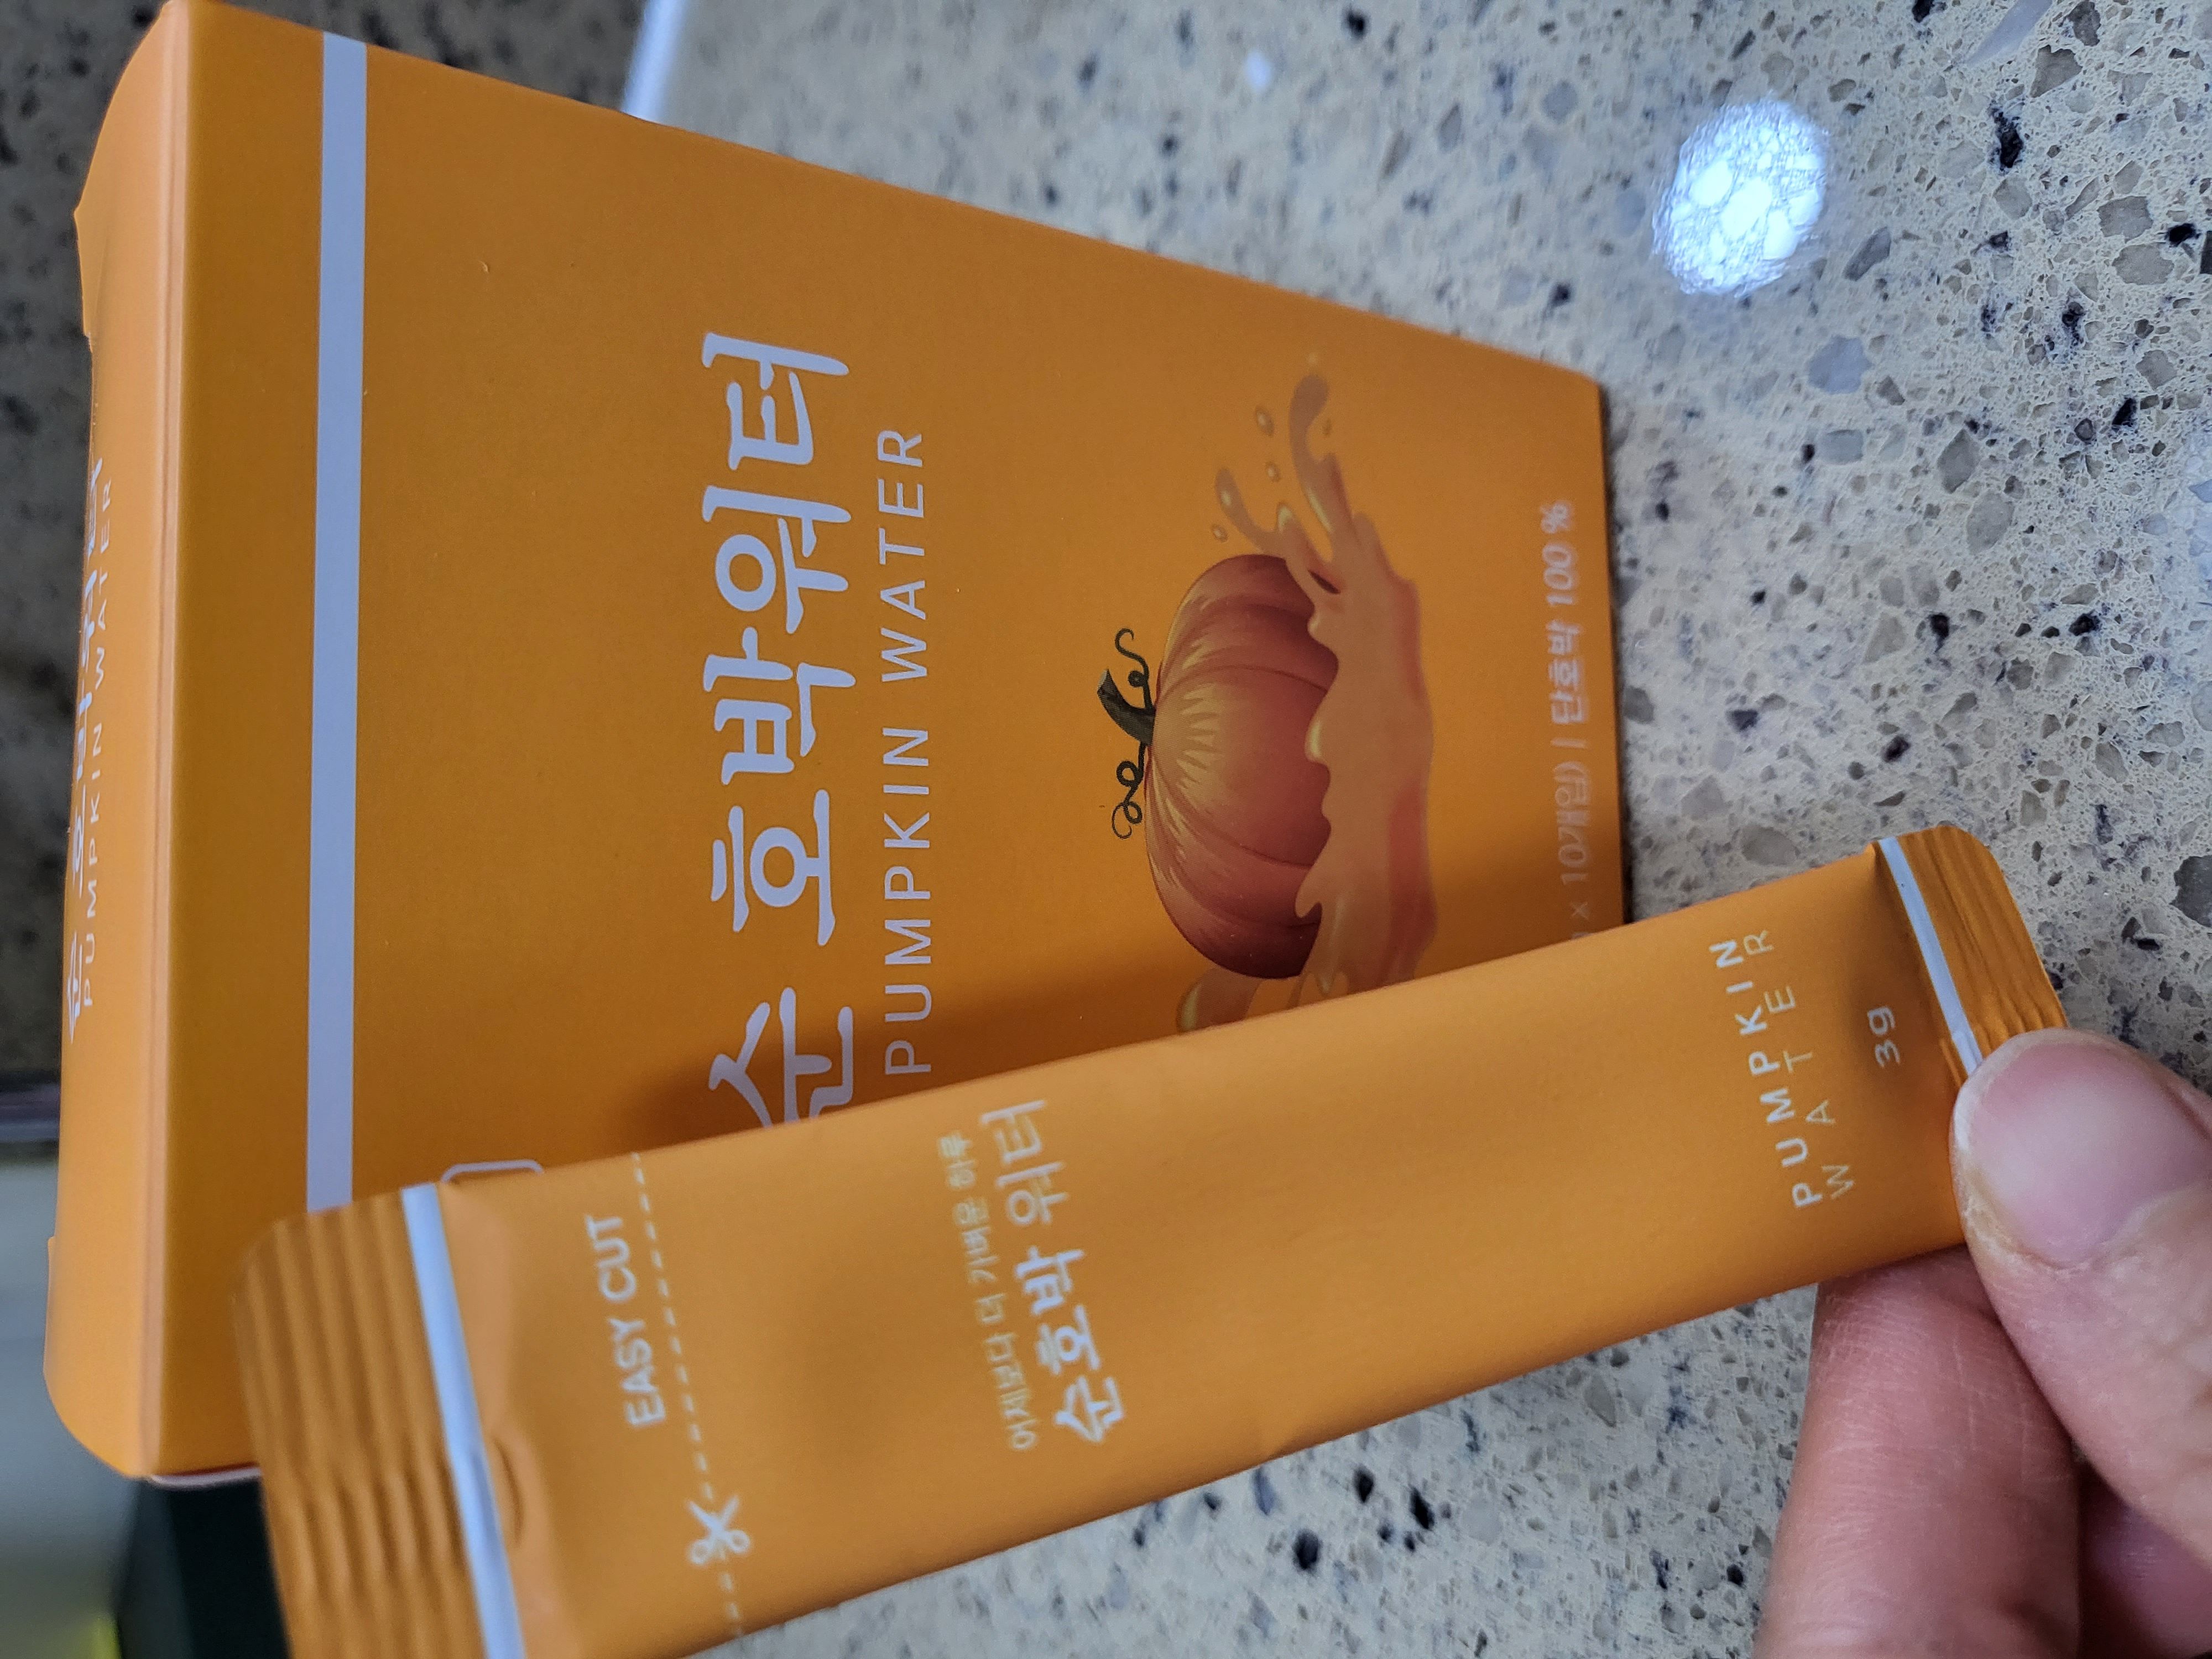 순 호박워터
PUMPKIN WATER
순 호박워터
PUMPKIN WATER
× 10개입) | 단호박 100 %
EASY CUT
어제보다 더 가벼운 하루
순호박 워터
PUMPKIN
WATER
3g